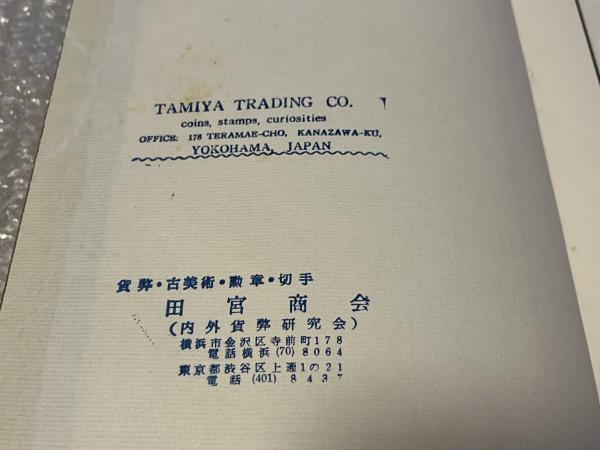 TAMIYA TRADING CO.
coins, stamps, curiosities
OFFICE: 178 TERAMAE-CHO, KANAZAWA-KU,
YOKOHAMA, JAPAN
貨幣・古美術・勲章・切手
田宮商会
(内外貨幣研究会)
横浜市金沢区寺前町178
電話横浜(70)8064
東京都渋谷区上通1の21
電話(401)8437